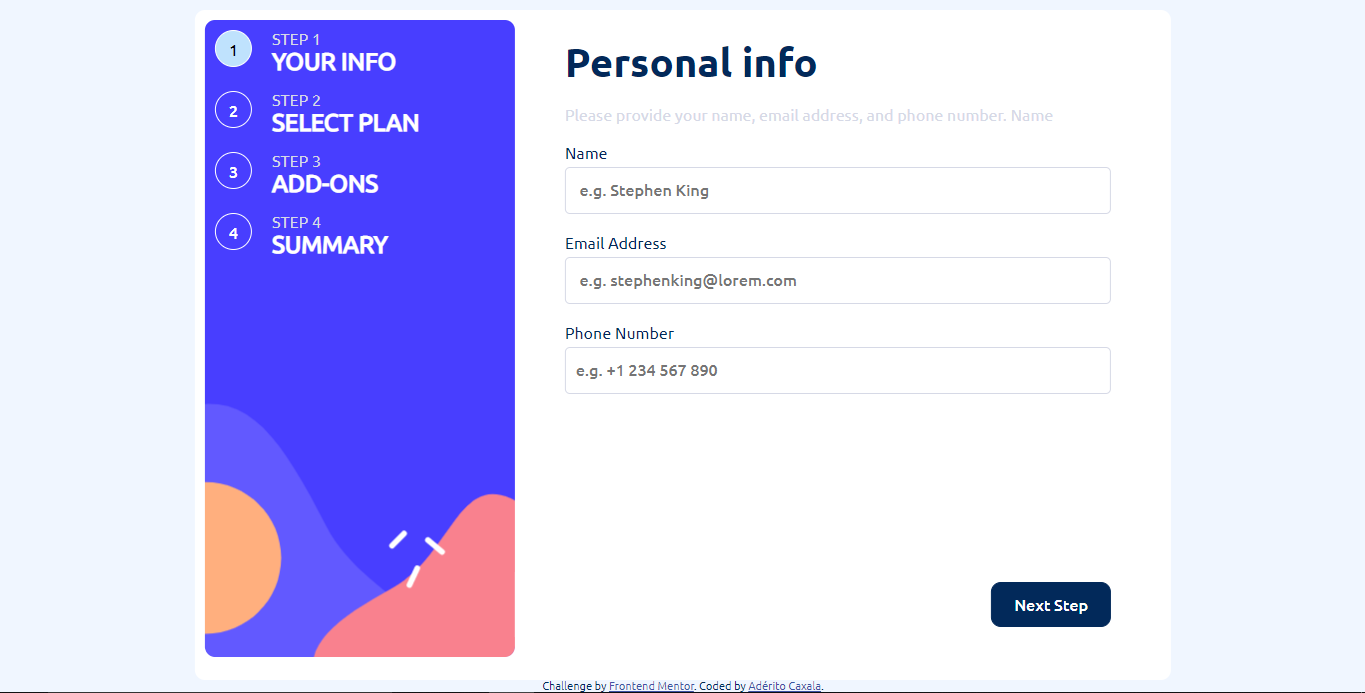 1
STEP 1
YOUR INFO
2
STEP 2
SELECT PLAN
3
STEP 3
ADD-ONS
4
STEP 4
SUMMARY
Personal info
Please provide your name, email address, and phone number. Name
Name
e.g. Stephen King
Email Address
e.g. stephenking@lorem.com
Phone Number
e.g. +1 234 567 890
Next Step
Challenge by Frontend Mentor. Coded by Adérito Caxala.